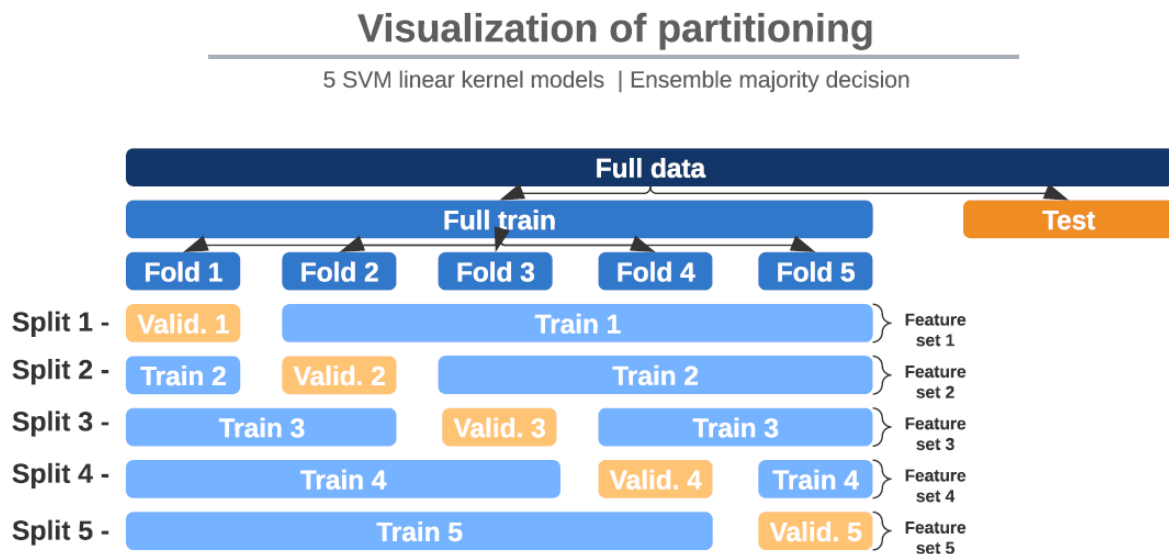 Visualization of partitioning
5 SVM linear kernel models | Ensemble majority decision
Full data
Full train Test
Fold 1 Fold 2 Fold 3 Fold 4 Fold 5
Split 1 - Valid. 1 Train 1 Feature set 1
Split 2 - Train 2 Valid. 2 Train 2 Feature set 2
Split 3 - Train 3 Valid. 3 Train 3 Feature set 3
Split 4 - Train 4 Valid. 4 Train 4 Feature set 4
Split 5 - Train 5 Valid. 5 Feature set 5